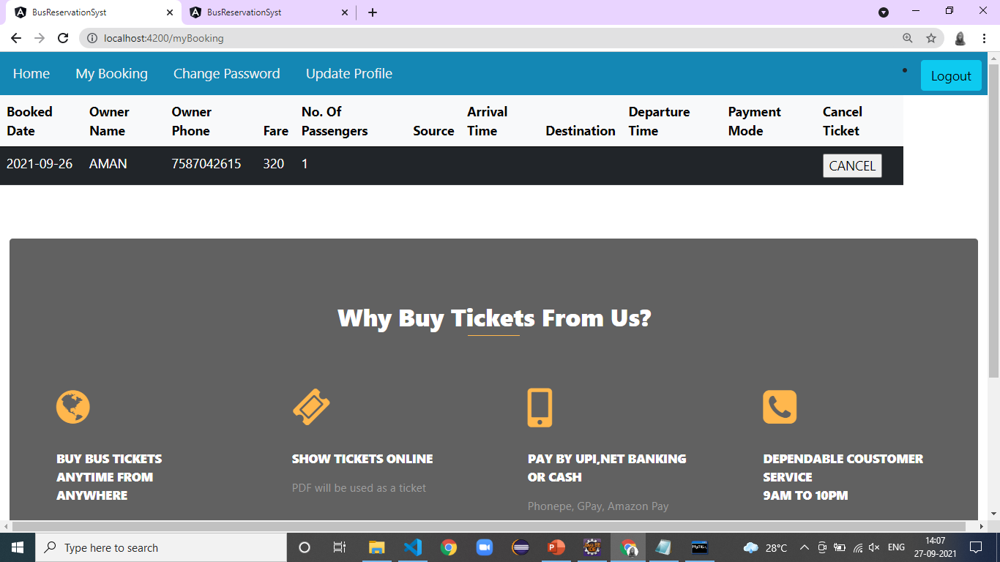 BusReservationSyst
BusReservationSyst
localhost:4200/myBooking
Home My Booking Change Password Update Profile Logout
Booked Owner Owner No. Of Arrival Departure Payment Cancel
Date Name Phone Fare Passengers Source Time Destination Time Mode Ticket
2021-09-26 AMAN 7587042615 320 1 CANCEL
Why Buy Tickets From Us?
BUY BUS TICKETS
ANYTIME FROM
ANYWHERE
SHOW TICKETS ONLINE
PDF will be used as a ticket
PAY BY UPI,NET BANKING
OR CASH
Phonepe, GPay, Amazon Pay
DEPENDABLE COUSTOMER
SERVICE
9AM TO 10PM
Type here to search
28°C
ENG
14:07
27-09-2021